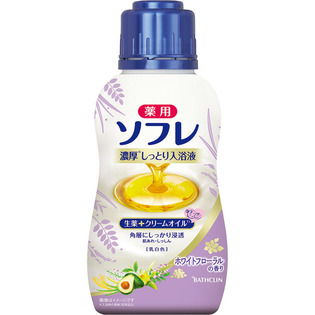 薬用
ソフレ
濃厚しっとり入浴液
生薬+クリームオイル
角層にしっかり浸透
肌あれ・しっしん
【乳白色】
ホワイトフローラル
の香り
BATHCLIN